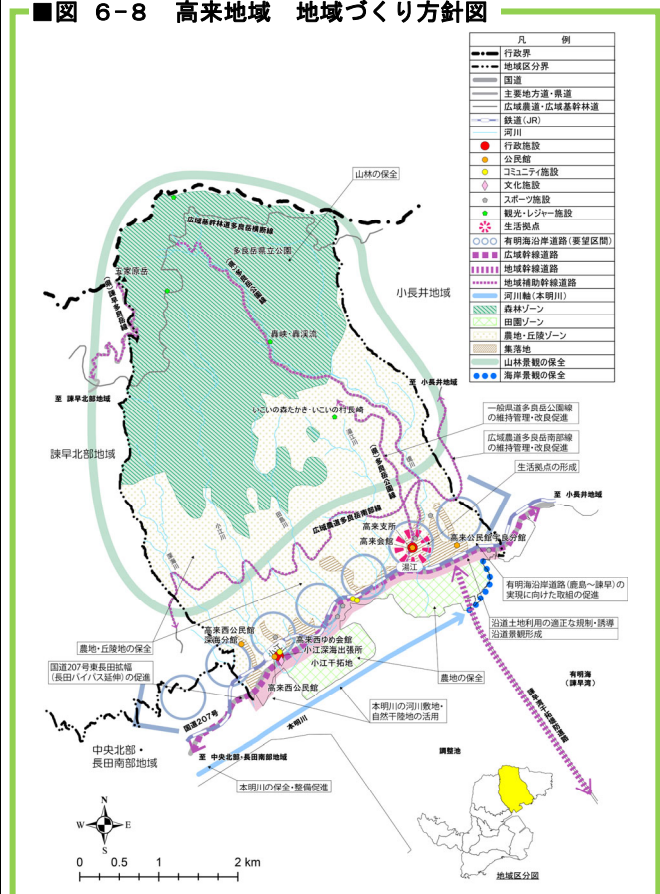 ■図 6-8 高来地域 地域づくり方針図
凡 例
行政界
地域区分界
国道
主要地方道・県道
広域農道・広域基幹林道
鉄道(JR)
河川
行政施設
公民館
コミュニティ施設
文化施設
スポーツ施設
観光・レジャー施設
生活拠点
有明海沿岸道路(要望区間)
広域幹線道路
地域幹線道路
地域補助幹線道路
河川軸(本明川)
森林ゾーン
田園ゾーン
農地・丘陵ゾーン
集落地
山林景観の保全
海岸景観の保全
山林の保全
広域基幹林道多良岳横断線
多良岳県立公園
五家原岳
小長井地域
轟峡・轟渓流
至 諫早北部地域
至 小長井地域
いこいの森たかき・いこいの村長崎
一般県道多良岳公園線
の維持管理・改良促進
広域農道多良岳南部線
の維持管理・改良促進
諫早北部地域
(県)多良岳公園線
生活拠点の形成
広域農道多良岳南部線
至 小長井地域
高来支所
高来会館
高来公民館宇良分館
湯江
有明海沿岸道路(鹿島~諫早)の
実現に向けた取組の促進
沿道土地利用の適正な規制・誘導
沿道景観形成
農地・丘陵地の保全
高来西公民館
深海分館
高来西ゆめ会館
小江深海出張所
小江干拓地
国道207号東長田拡幅
(長田バイパス延伸)の促進
農地の保全
有明海
(諫早湾)
高来西公民館
国道207号
本明川の河川敷地・
自然干陸地の活用
本明川
中央北部・
長田南部地域
至 中央北部・長田南部地域
調整池
本明川の保全・整備促進
N
W
E
S
0 0.5 1 2 km
地域区分図